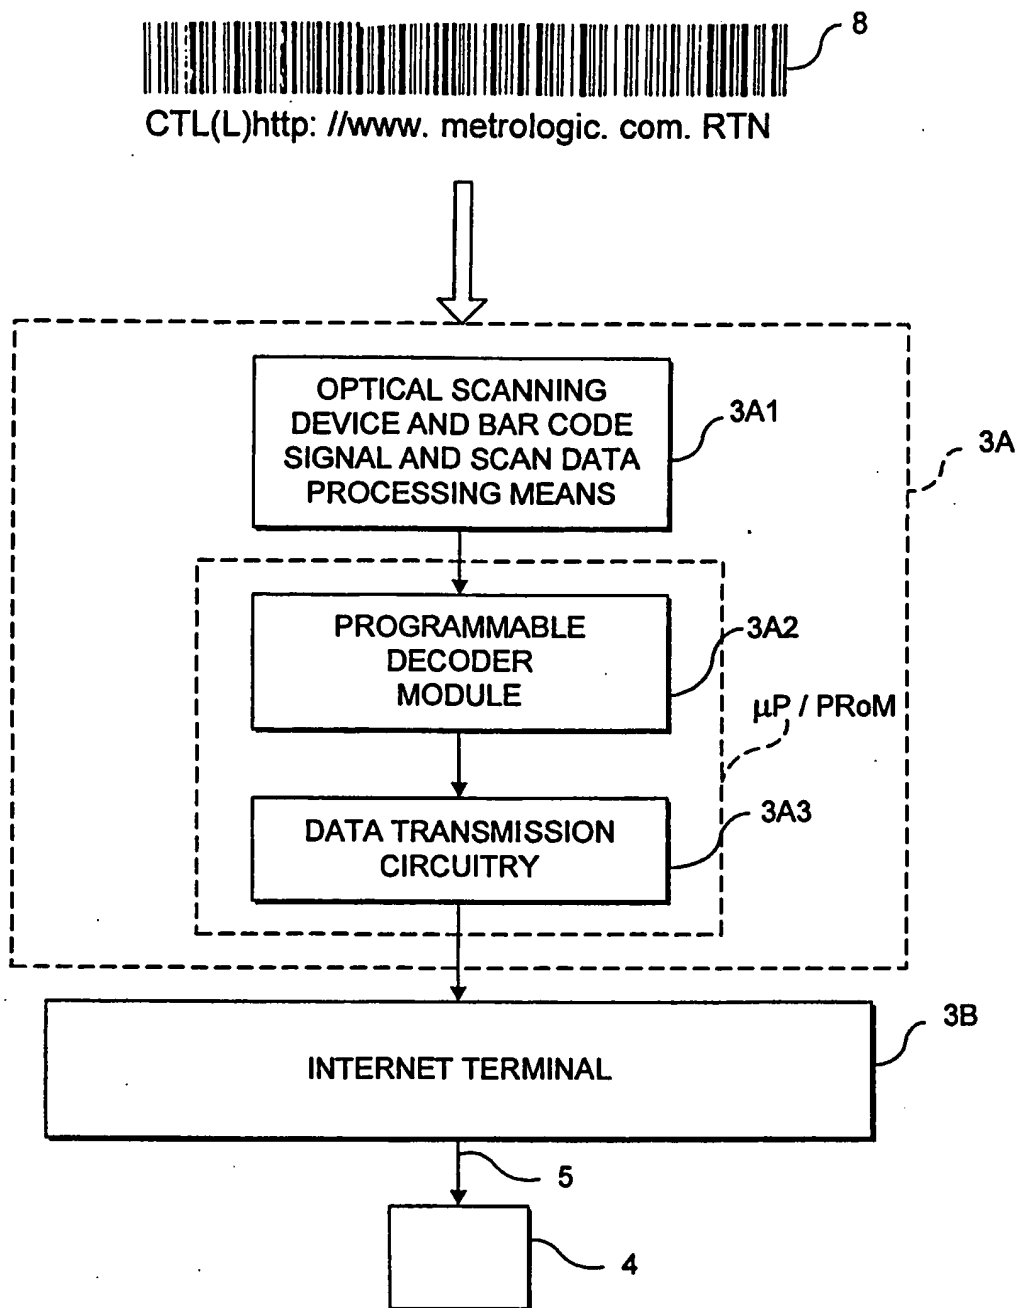 8
CTL(L)http: //www. metrologic. com. RTN
OPTICAL SCANNING
DEVICE AND BAR CODE
SIGNAL AND SCAN DATA
PROCESSING MEANS
3A1
3A
PROGRAMMABLE
DECODER
MODULE
3A2
µP / PRoM
DATA TRANSMISSION
CIRCUITRY
3A3
INTERNET TERMINAL
3B
5
4